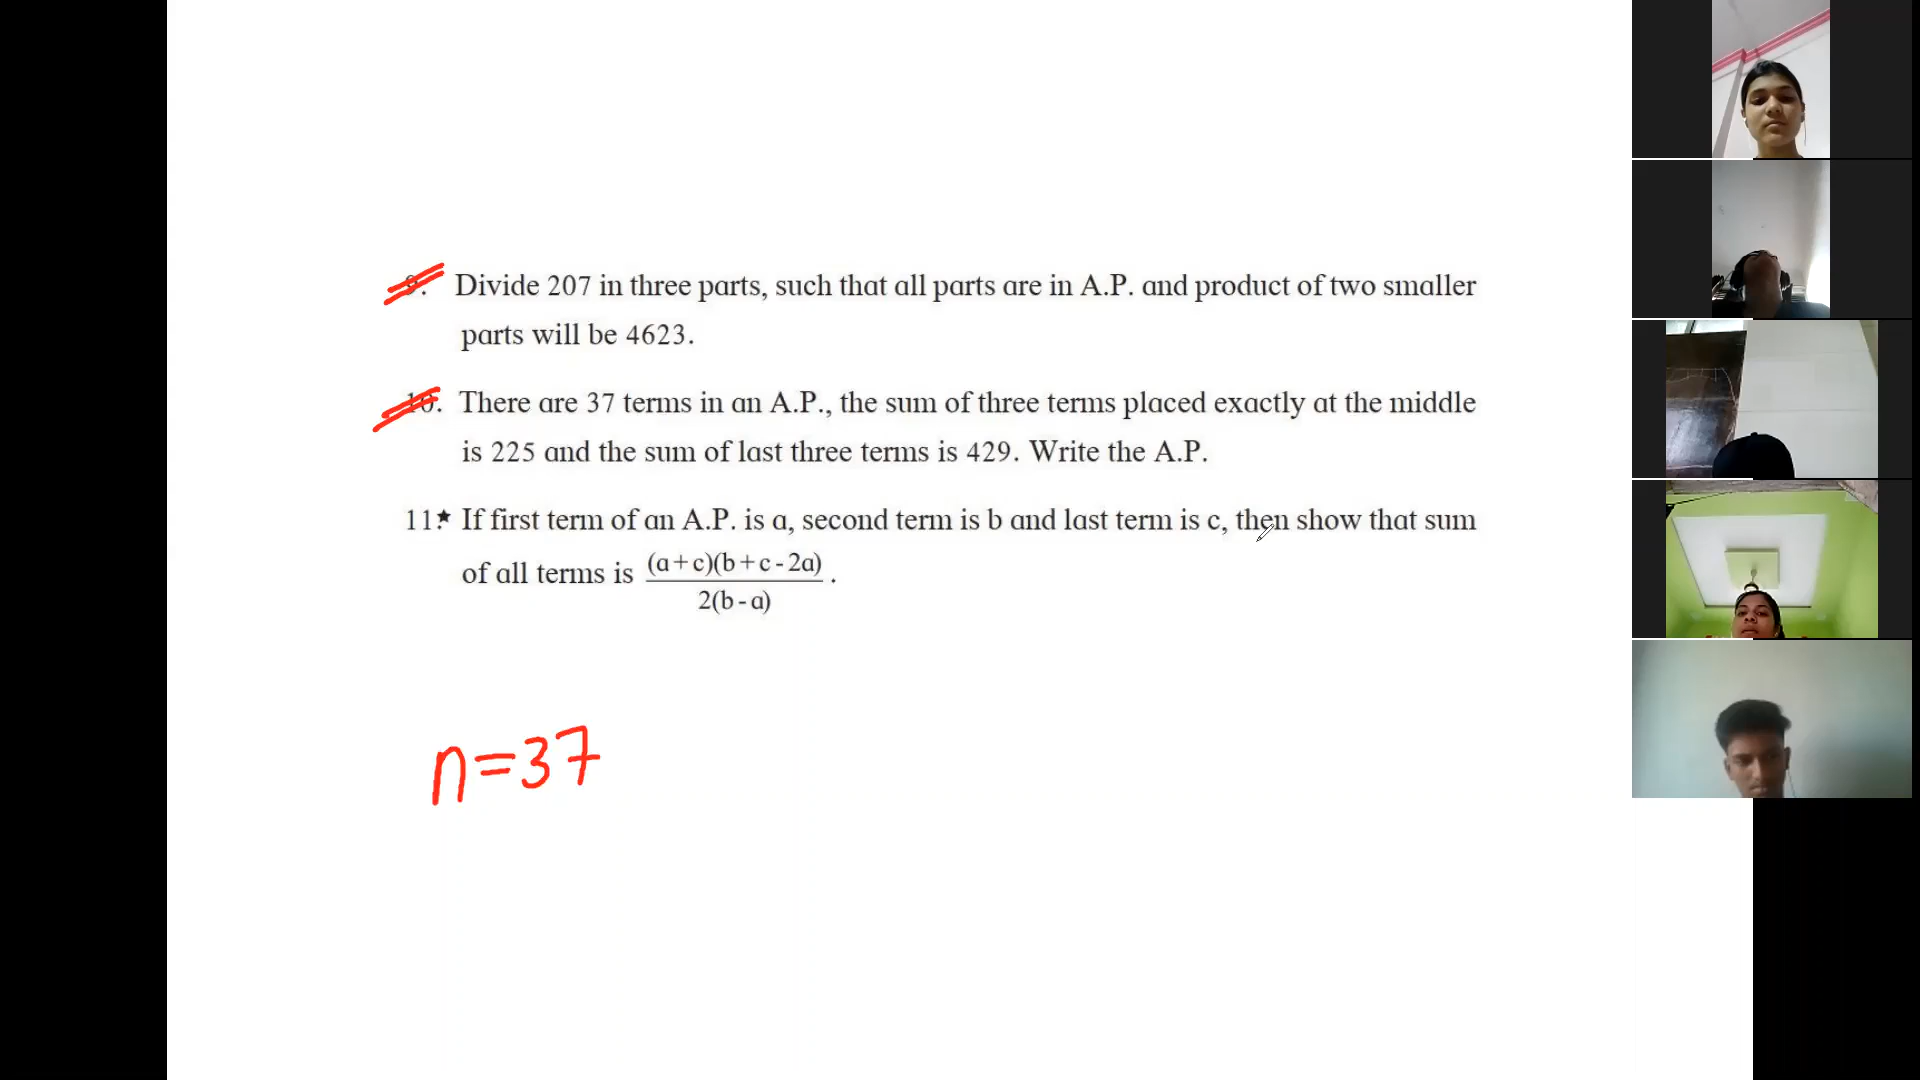 9. Divide 207 in three parts, such that all parts are in A.P. and product of two smaller
parts will be 4623.
10. There are 37 terms in an A.P., the sum of three terms placed exactly at the middle
is 225 and the sum of last three terms is 429. Write the A.P.
11.★ If first term of an A.P. is a, second term is b and last term is c, then show that sum
of all terms is (a+c)(b+c-2a) / 2(b-a) .
n=37